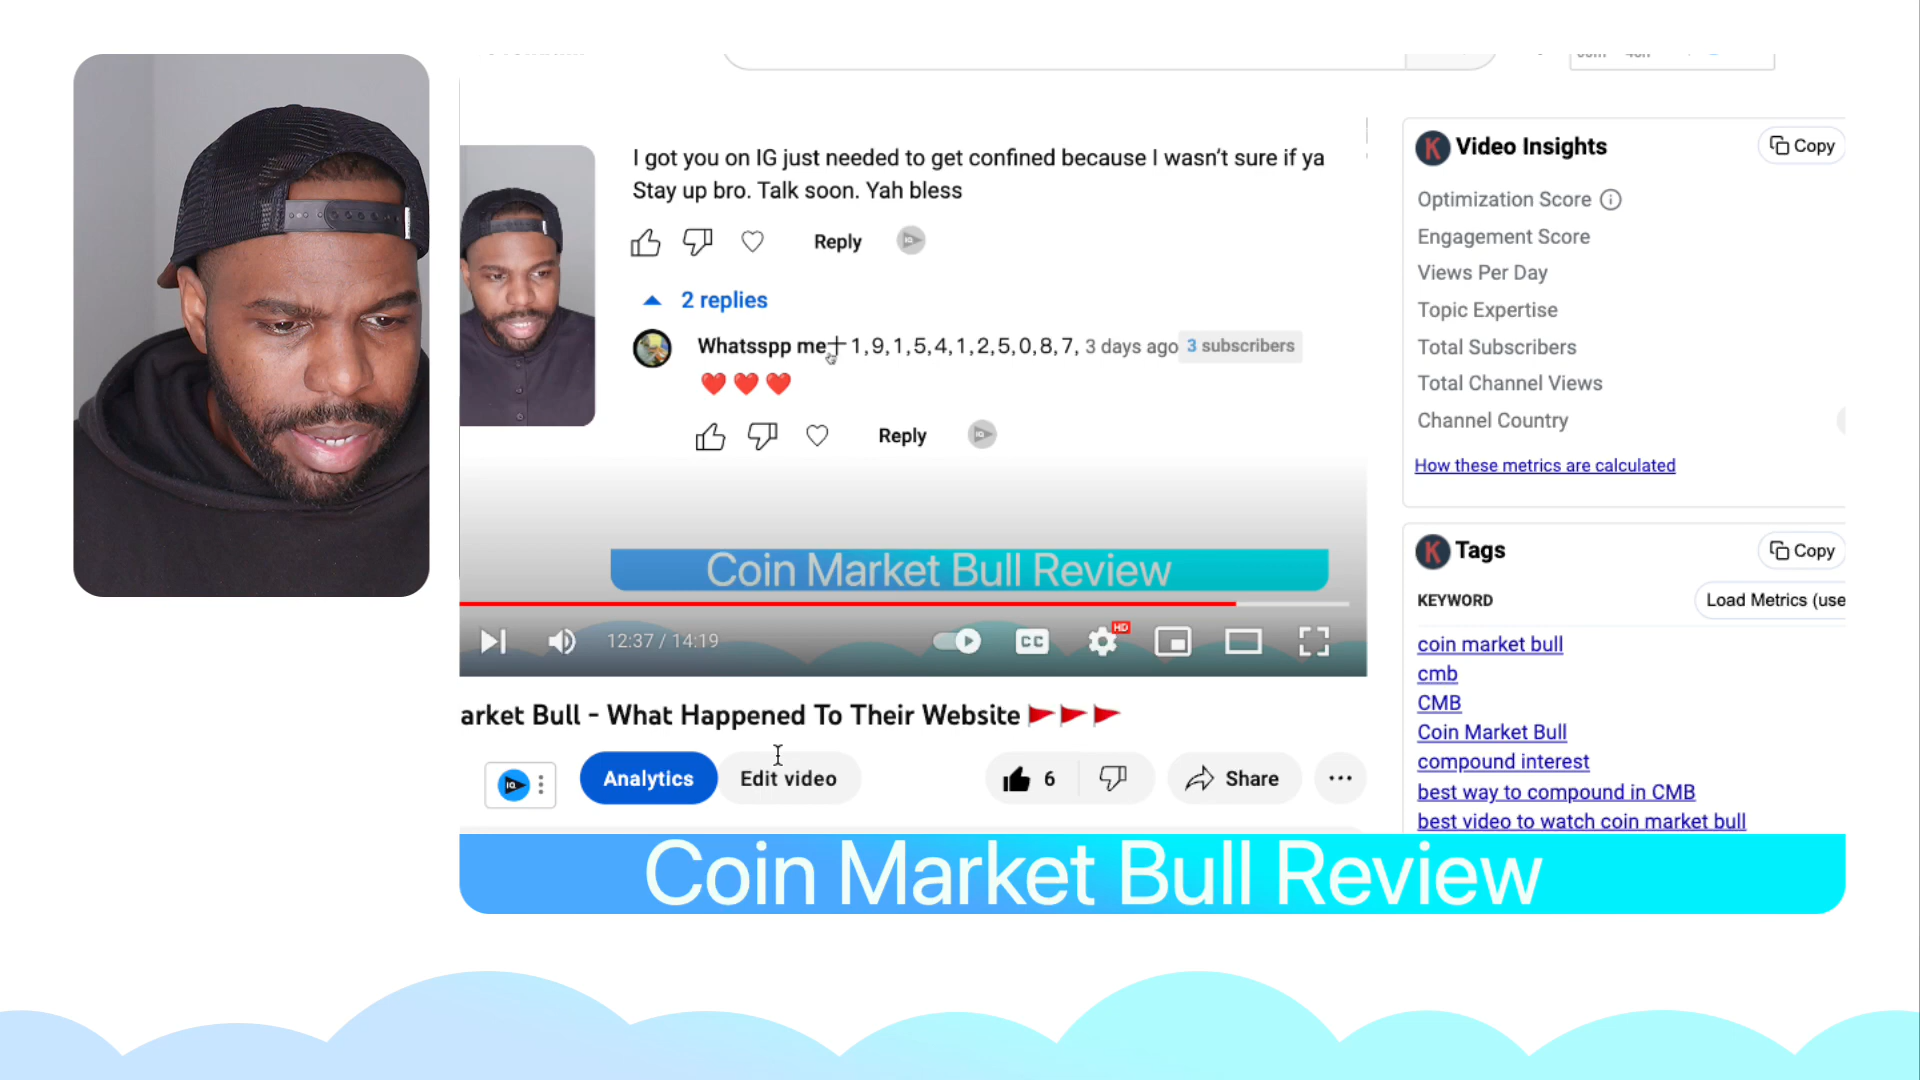 I got you on IG just needed to get confined because I wasn't sure if ya
Stay up bro. Talk soon. Yah bless
Reply
2 replies
Whatsspp me┼1,9,1,5,4,1,2,5,0,8,7, 3 days ago 3 subscribers
❤️ ❤️ ❤️
Reply
Coin Market Bull Review
12:37 / 14:19
CC
HD
arket Bull - What Happened To Their Website 🚩🚩🚩
IQ
Analytics
Edit video
6
Share
K Video Insights
Copy
Optimization Score
Engagement Score
Views Per Day
Topic Expertise
Total Subscribers
Total Channel Views
Channel Country
How these metrics are calculated
K Tags
Copy
KEYWORD
Load Metrics (use
coin market bull
cmb
CMB
Coin Market Bull
compound interest
best way to compound in CMB
best video to watch coin market bull
Coin Market Bull Review